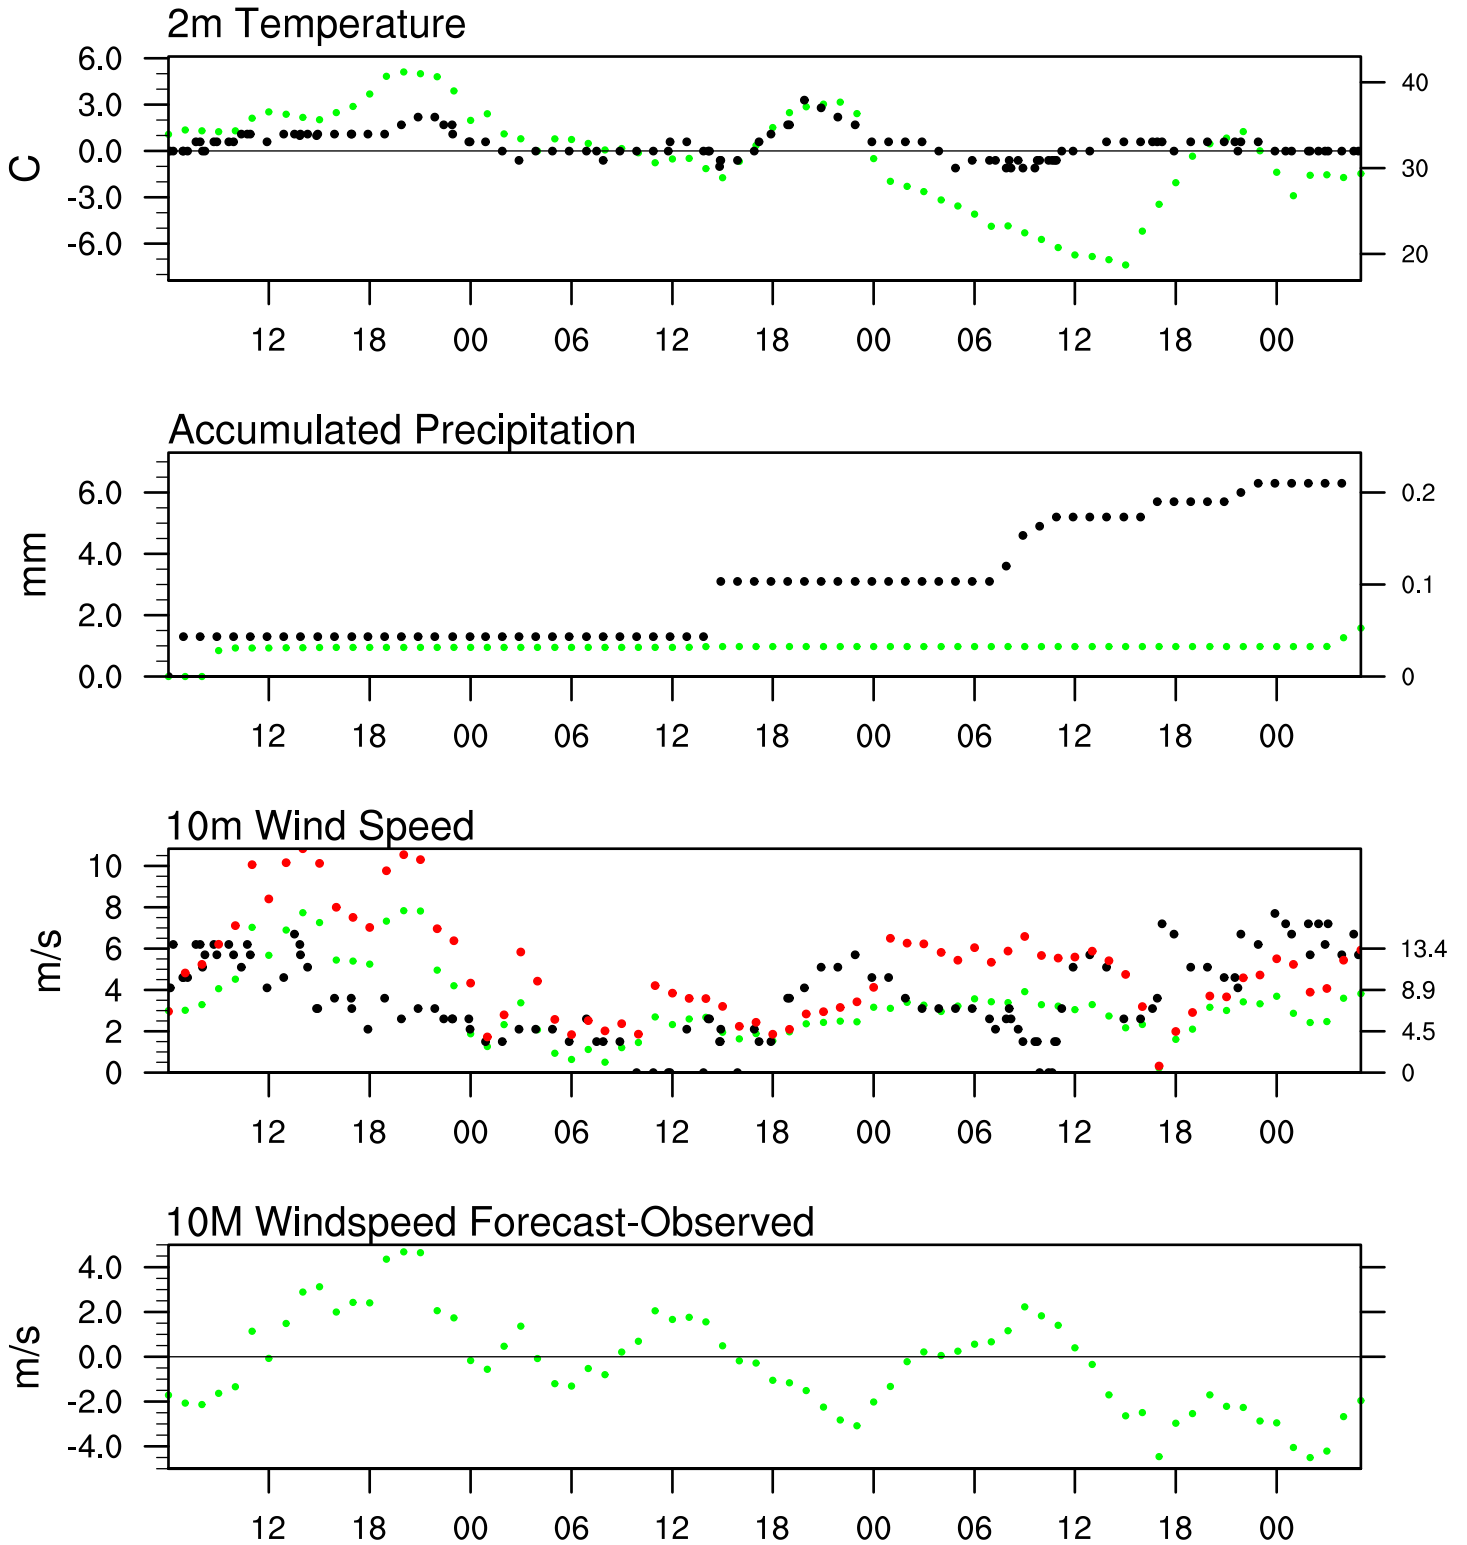 2m Temperature
6.0
3.0
0.0
-3.0
-6.0
C
40
30
20
12 18 00 06 12 18 00 06 12 18 00
Accumulated Precipitation
6.0
4.0
2.0
0.0
mm
0.2
0.1
0
12 18 00 06 12 18 00 06 12 18 00
10m Wind Speed
10
8
6
4
2
0
m/s
13.4
8.9
4.5
0
12 18 00 06 12 18 00 06 12 18 00
10M Windspeed Forecast-Observed
4.0
2.0
0.0
-2.0
-4.0
m/s
12 18 00 06 12 18 00 06 12 18 00